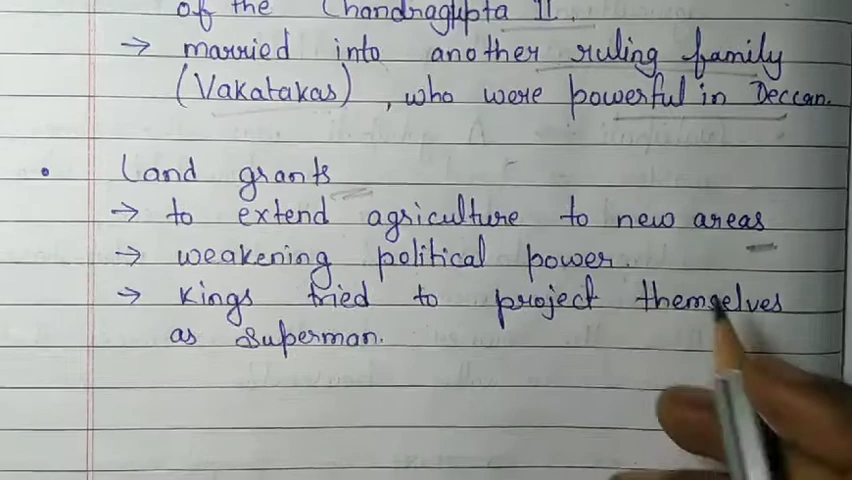 of the Chandragupta II.
→ married into another ruling family
(Vakatakas), who were powerful in Deccan.
• Land grants
→ to extend agriculture to new areas
→ weakening political power.
→ Kings tried to project themselves
as superman.